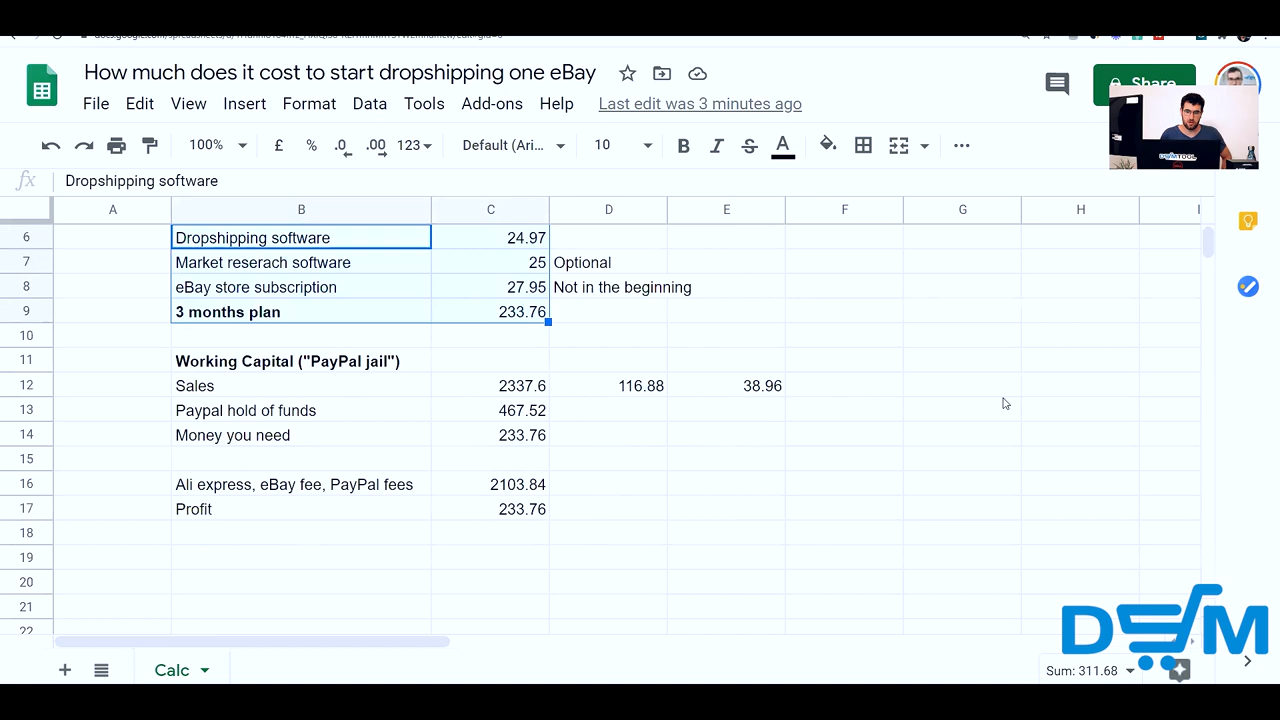 How much does it cost to start dropshipping one eBay
Share
File Edit View Insert Format Data Tools Add-ons Help Last edit was 3 minutes ago
100% £ % .0 .00 123 Default (Ari... 10 B I S A
fx Dropshipping software
A B C D E F G H I
6 Dropshipping software 24.97
7 Market reserach software 25 Optional
8 eBay store subscription 27.95 Not in the beginning
9 3 months plan 233.76
10
11 Working Capital ("PayPal jail")
12 Sales 2337.6 116.88 38.96
13 Paypal hold of funds 467.52
14 Money you need 233.76
15
16 Ali express, eBay fee, PayPal fees 2103.84
17 Profit 233.76
18
19
20
21
22
Calc
Sum: 311.68
DSM